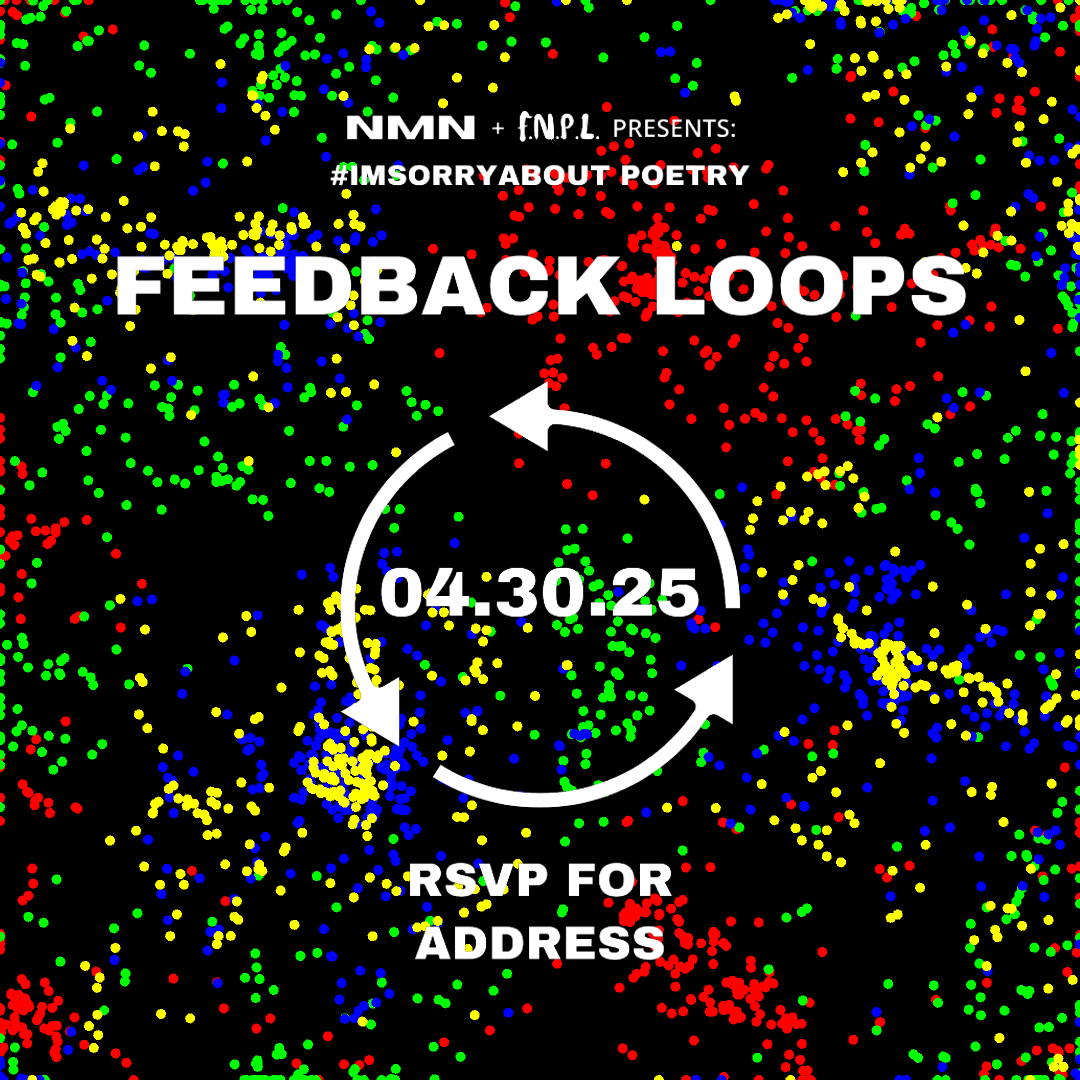 NMN + F.N.P.L. PRESENTS:
#IMSORRYABOUT POETRY
FEEDBACK LOOPS
04.30.25
RSVP FOR
ADDRESS